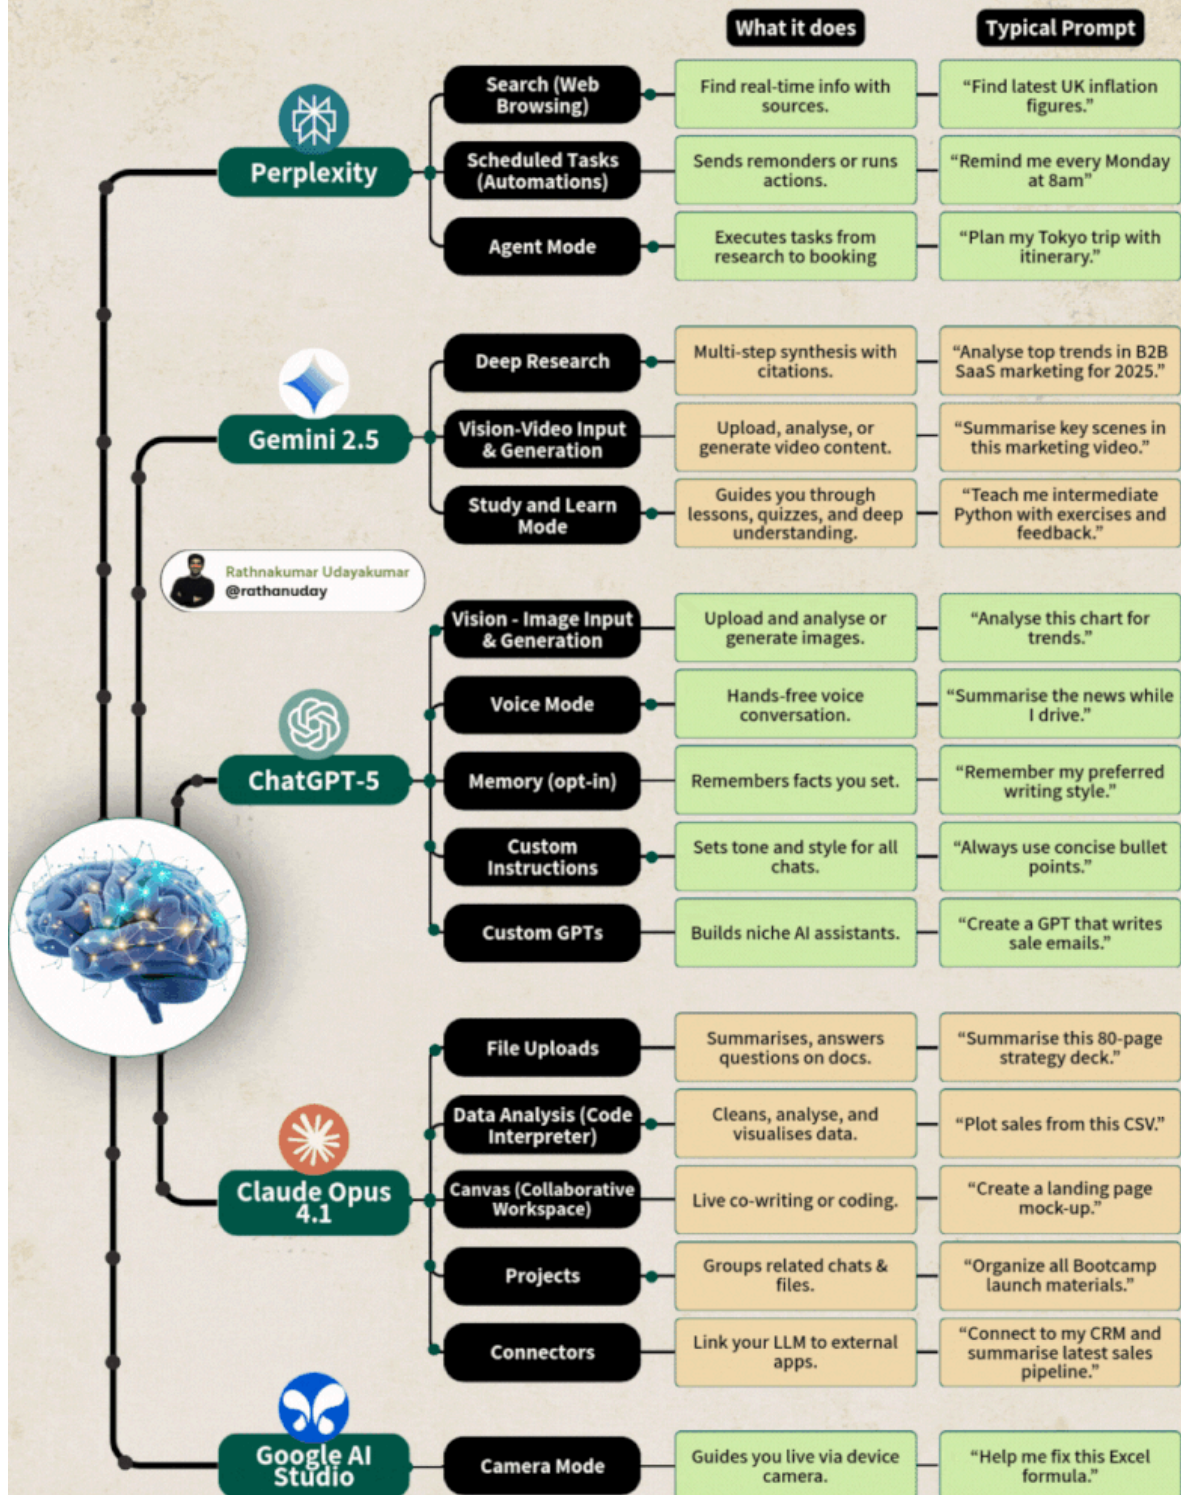 What it does
Typical Prompt
Perplexity
Search (Web
Browsing)
Find real-time info with
sources.
“Find latest UK inflation
figures.”
Scheduled Tasks
(Automations)
Sends remonders or runs
actions.
“Remind me every Monday
at 8am”
Agent Mode
Executes tasks from
research to booking
“Plan my Tokyo trip with
itinerary.”
Gemini 2.5
Deep Research
Multi-step synthesis with
citations.
“Analyse top trends in B2B
SaaS marketing for 2025.”
Vision-Video Input
& Generation
Upload, analyse, or
generate video content.
“Summarise key scenes in
this marketing video.”
Study and Learn
Mode
Guides you through
lessons, quizzes, and deep
understanding.
“Teach me intermediate
Python with exercises and
feedback.”
Rathnakumar Udayakumar
@rathanuday
ChatGPT-5
Vision - Image Input
& Generation
Upload and analyse or
generate images.
“Analyse this chart for
trends.”
Voice Mode
Hands-free voice
conversation.
“Summarise the news while
I drive.”
Memory (opt-in)
Remembers facts you set.
“Remember my preferred
writing style.”
Custom
Instructions
Sets tone and style for all
chats.
“Always use concise bullet
points.”
Custom GPTs
Builds niche AI assistants.
“Create a GPT that writes
sale emails.”
Claude Opus
4.1
File Uploads
Summarises, answers
questions on docs.
“Summarise this 80-page
strategy deck.”
Data Analysis (Code
Interpreter)
Cleans, analyse, and
visualises data.
“Plot sales from this CSV.”
Canvas (Collaborative
Workspace)
Live co-writing or coding.
“Create a landing page
mock-up.”
Projects
Groups related chats &
files.
“Organize all Bootcamp
launch materials.”
Connectors
Link your LLM to external
apps.
“Connect to my CRM and
summarise latest sales
pipeline.”
Google AI
Studio
Camera Mode
Guides you live via device
camera.
“Help me fix this Excel
formula.”